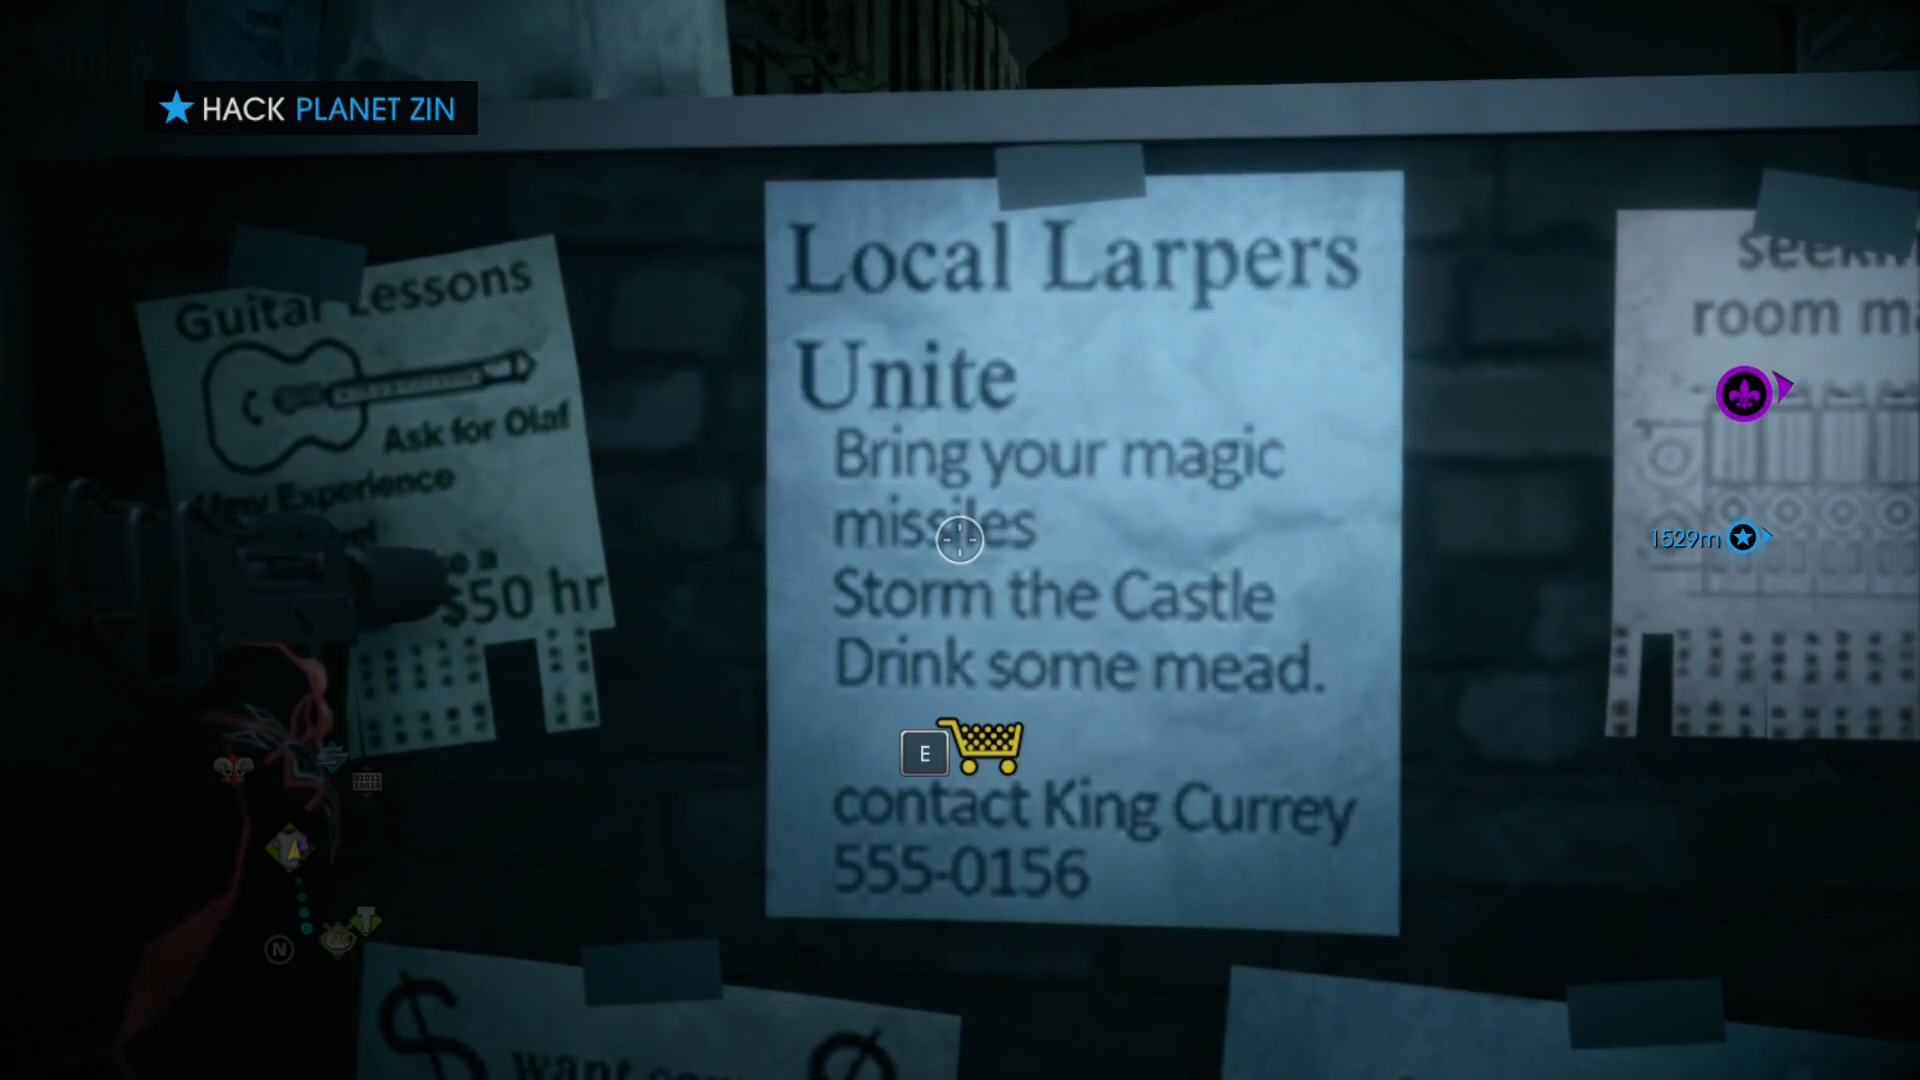 HACK PLANET ZIN
Guitar Lessons
Ask for Olaf
Experience
$50 hr
Local Larpers
Unite
Bring your magic
missiles
Storm the Castle
Drink some mead.
E
contact King Currey
555-0156
room
1529m
N
$ want